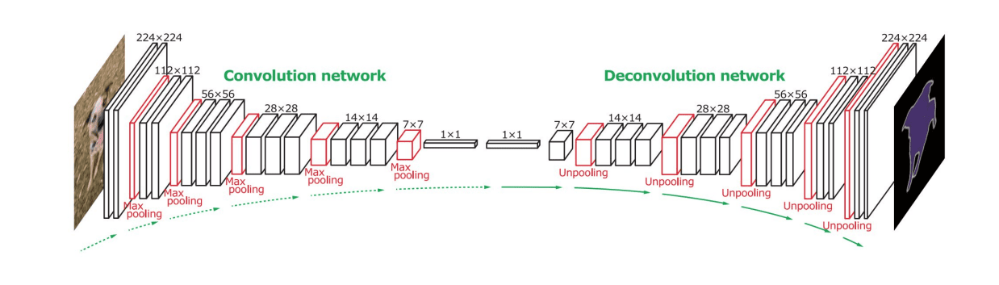 Convolution network
Deconvolution network
224×224
112×112
56×56
28×28
14×14
7×7
1×1
1×1
7×7
14×14
28×28
56×56
112×112
224×224
Max
pooling
Max
pooling
Max
pooling
Max
pooling
Max
pooling
Unpooling
Unpooling
Unpooling
Unpooling
Unpooling